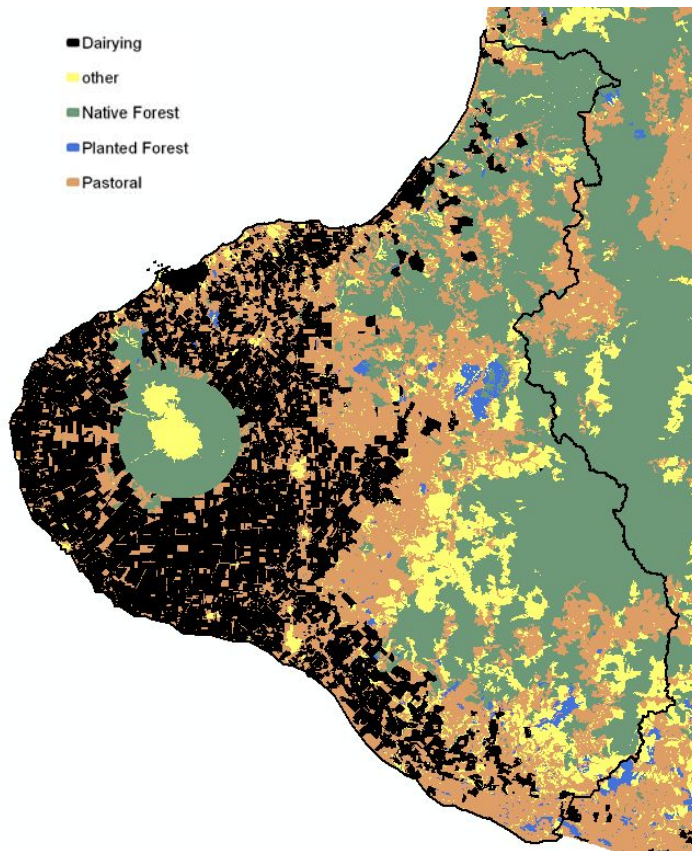 Dairying
other
Native Forest
Planted Forest
Pastoral